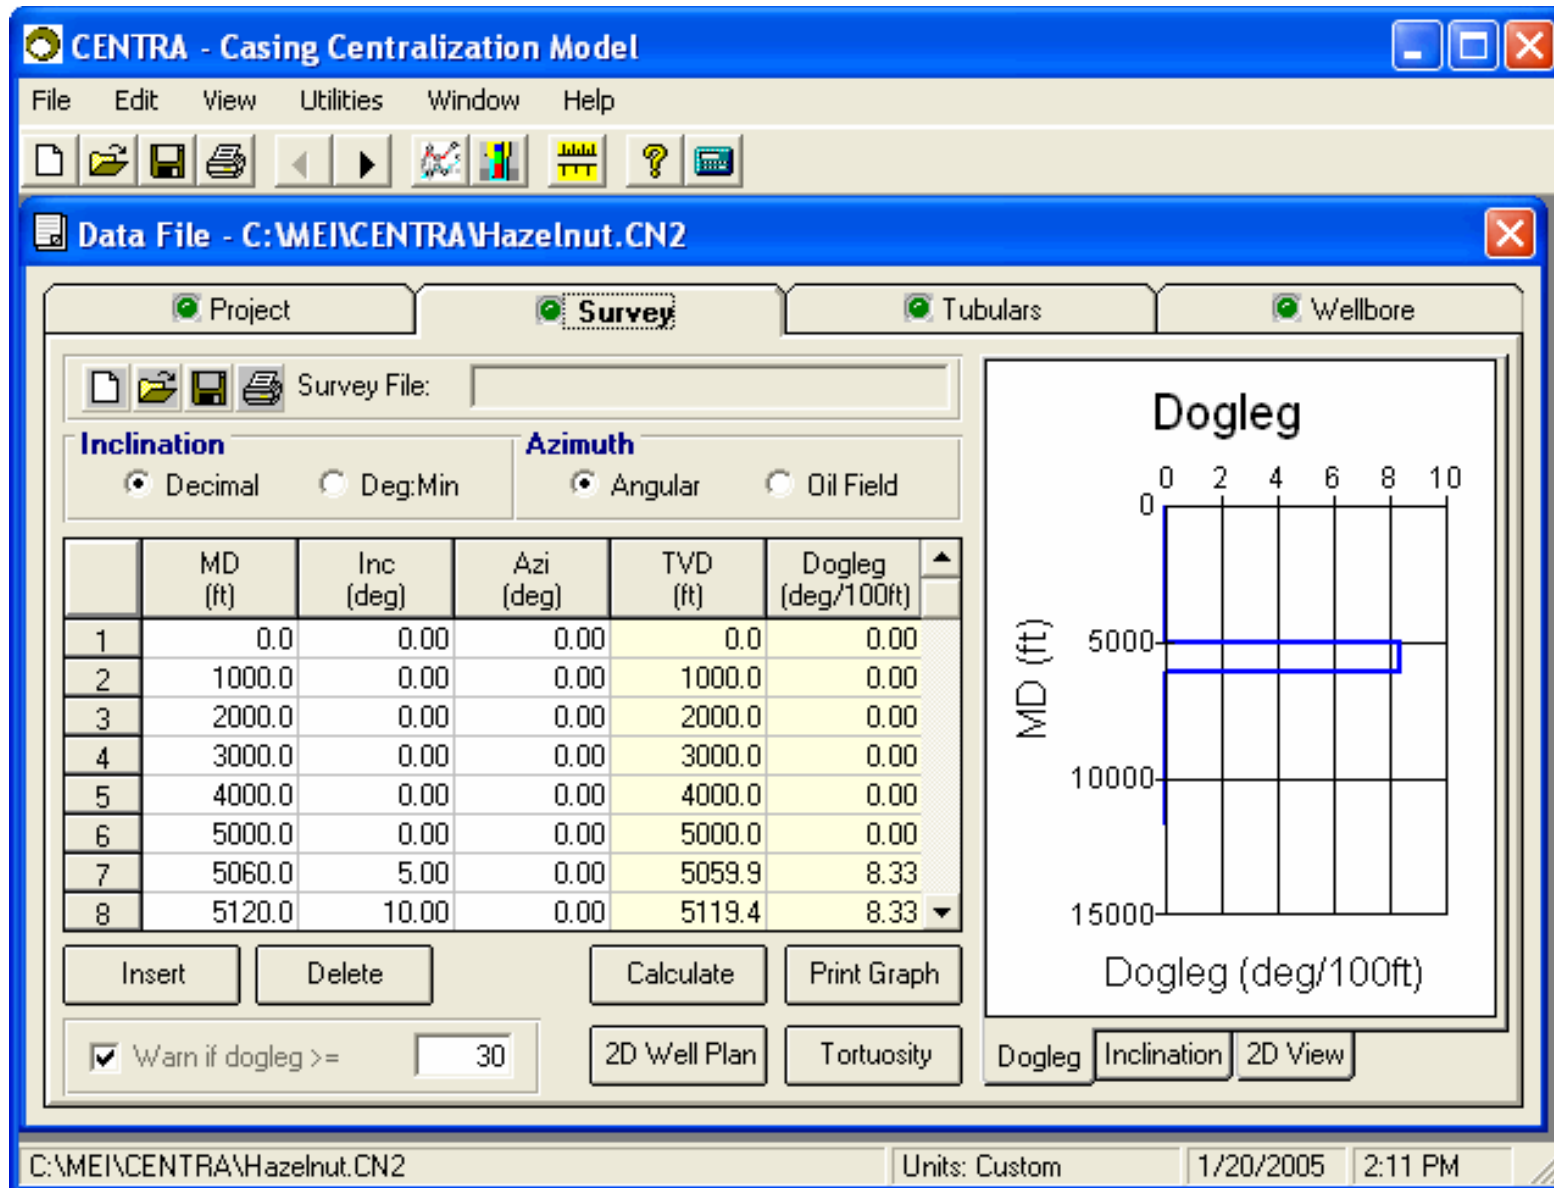 CENTRA - Casing Centralization Model
File Edit View Utilities Window Help
Data File - C:\MEI\CENTRA\Hazelnut.CN2
Project Survey Tubulars Wellbore
Survey File:
Inclination Azimuth
Decimal Deg:Min Angular Oil Field
MD Inc Azi TVD Dogleg
(ft) (deg) (deg) (ft) (deg/100ft)
1 0.0 0.00 0.00 0.0 0.00
2 1000.0 0.00 0.00 1000.0 0.00
3 2000.0 0.00 0.00 2000.0 0.00
4 3000.0 0.00 0.00 3000.0 0.00
5 4000.0 0.00 0.00 4000.0 0.00
6 5000.0 0.00 0.00 5000.0 0.00
7 5060.0 5.00 0.00 5059.9 8.33
8 5120.0 10.00 0.00 5119.4 8.33
Insert Delete Calculate Print Graph
Warn if dogleg >= 30 2D Well Plan Tortuosity
Dogleg
0 2 4 6 8 10
0
5000
10000
15000
MD (ft)
Dogleg (deg/100ft)
Dogleg Inclination 2D View
C:\MEI\CENTRA\Hazelnut.CN2 Units: Custom 1/20/2005 2:11 PM